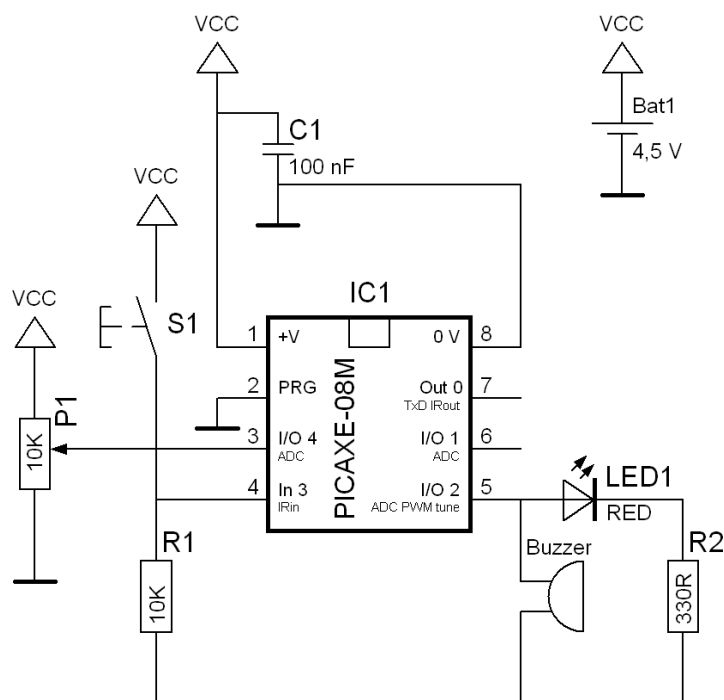 VCC
VCC
C1
100 nF
Bat1
4,5 V
VCC
VCC
S1
IC1
1
+V
0 V
8
2
PRG
Out 0
7
TxD IRout
PICAXE-08M
P1
10K
3
I/O 4
I/O 1
6
ADC
ADC
4
In 3
I/O 2
5
IRin
ADC PWM tune
LED1
RED
R1
10K
Buzzer
R2
330R